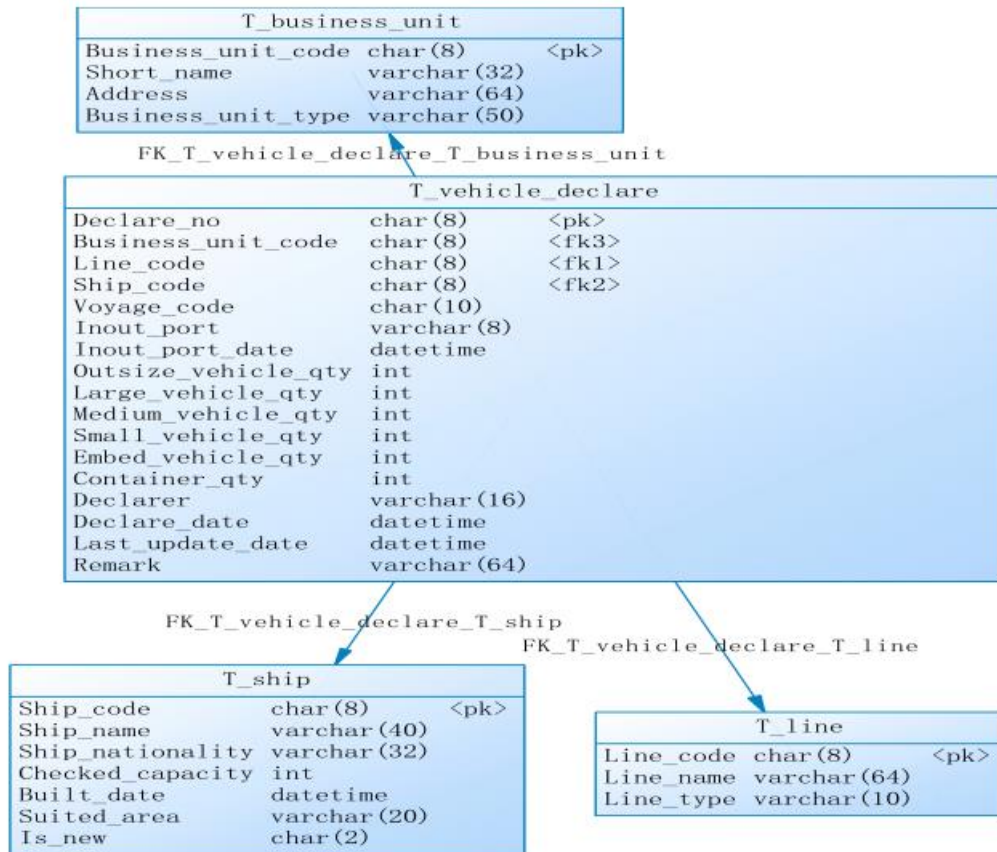 T_business_unit
Business_unit_code char(8) <pk>
Short_name varchar(32)
Address varchar(64)
Business_unit_type varchar(50)
FK_T_vehicle_declare_T_business_unit
T_vehicle_declare
Declare_no char(8) <pk>
Business_unit_code char(8) <fk3>
Line_code char(8) <fk1>
Ship_code char(8) <fk2>
Voyage_code char(10)
Inout_port varchar(8)
Inout_port_date datetime
Outsize_vehicle_qty int
Large_vehicle_qty int
Medium_vehicle_qty int
Small_vehicle_qty int
Embed_vehicle_qty int
Container_qty int
Declarer varchar(16)
Declare_date datetime
Last_update_date datetime
Remark varchar(64)
FK_T_vehicle_declare_T_ship
FK_T_vehicle_declare_T_line
T_ship
Ship_code char(8) <pk>
Ship_name varchar(40)
Ship_nationality varchar(32)
Checked_capacity int
Built_date datetime
Suited_area varchar(20)
Is_new char(2)
T_line
Line_code char(8) <pk>
Line_name varchar(64)
Line_type varchar(10)